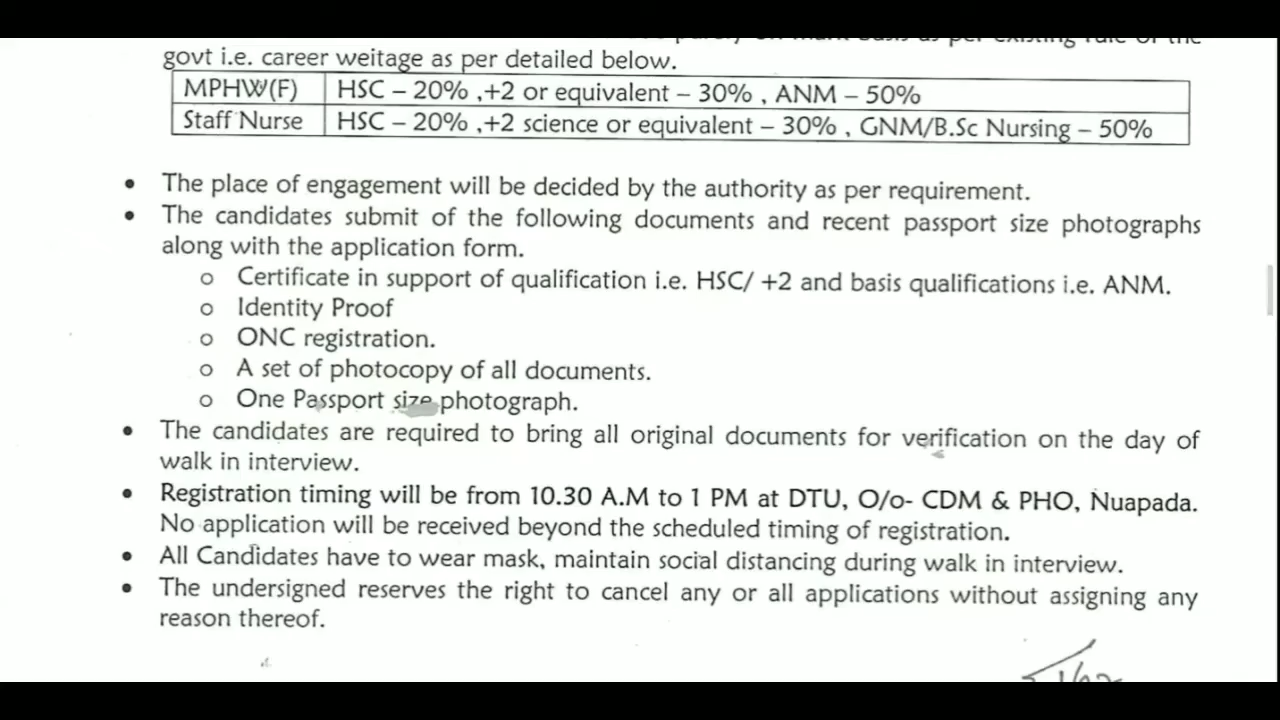 govt i.e. career weitage as per detailed below.
MPHW(F) HSC – 20% ,+2 or equivalent – 30% , ANM – 50%
Staff Nurse HSC – 20% ,+2 science or equivalent – 30% , GNM/B.Sc Nursing – 50%
• The place of engagement will be decided by the authority as per requirement.
• The candidates submit of the following documents and recent passport size photographs
along with the application form.
o Certificate in support of qualification i.e. HSC/ +2 and basis qualifications i.e. ANM.
o Identity Proof
o ONC registration.
o A set of photocopy of all documents.
o One Passport size photograph.
• The candidates are required to bring all original documents for verification on the day of
walk in interview.
• Registration timing will be from 10.30 A.M to 1 PM at DTU, O/o- CDM & PHO, Nuapada.
No application will be received beyond the scheduled timing of registration.
• All Candidates have to wear mask, maintain social distancing during walk in interview.
• The undersigned reserves the right to cancel any or all applications without assigning any
reason thereof.